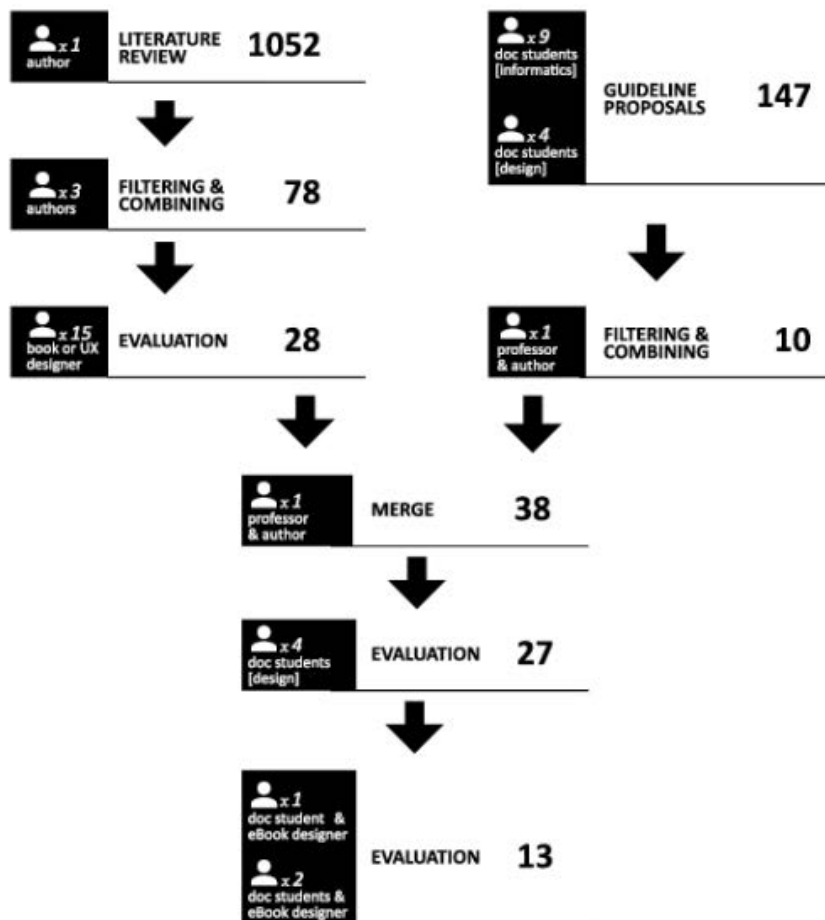 x 1
author
LITERATURE
REVIEW
1052
x 3
authors
FILTERING &
COMBINING
78
x 15
book or UX
designer
EVALUATION
28
x 9
doc students
[informatics]
x 4
doc students
[design]
GUIDELINE
PROPOSALS
147
x 1
professor
& author
FILTERING &
COMBINING
10
x 1
professor
& author
MERGE
38
x 4
doc students
[design]
EVALUATION
27
x 1
doc student &
eBook designer
x 2
doc students &
eBook designer
EVALUATION
13